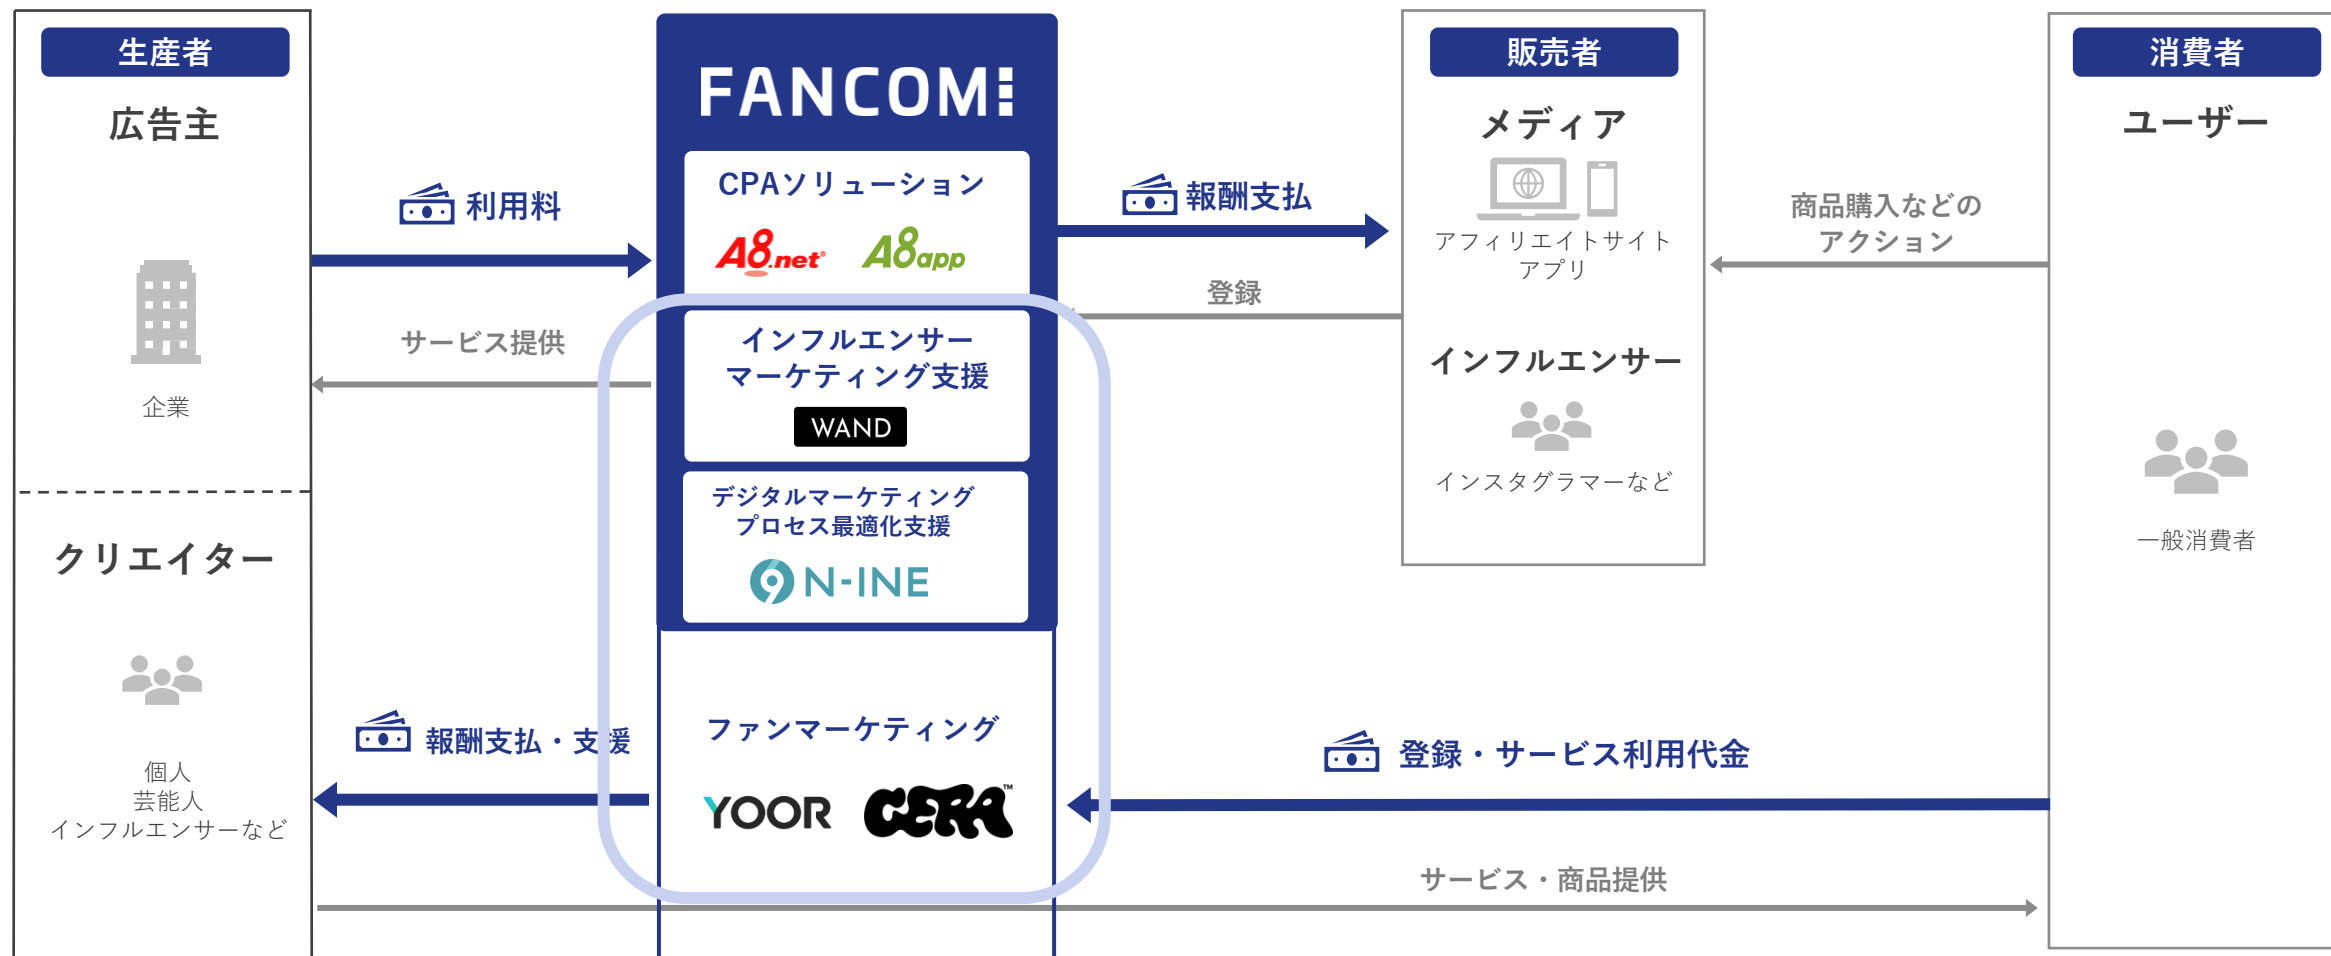 生産者
広告主
企業
クリエイター
個人
芸能人
インフルエンサーなど
利用料
サービス提供
報酬支払・支援
FANCOMI
CPAソリューション
A8.net®
A8app
インフルエンサー
マーケティング支援
WAND
デジタルマーケティング
プロセス最適化支援
N-INE
ファンマーケティング
YOOR
CERA™
報酬支払
登録
販売者
メディア
アフィリエイトサイト
アプリ
インフルエンサー
インスタグラマーなど
商品購入などの
アクション
登録・サービス利用代金
サービス・商品提供
消費者
ユーザー
一般消費者